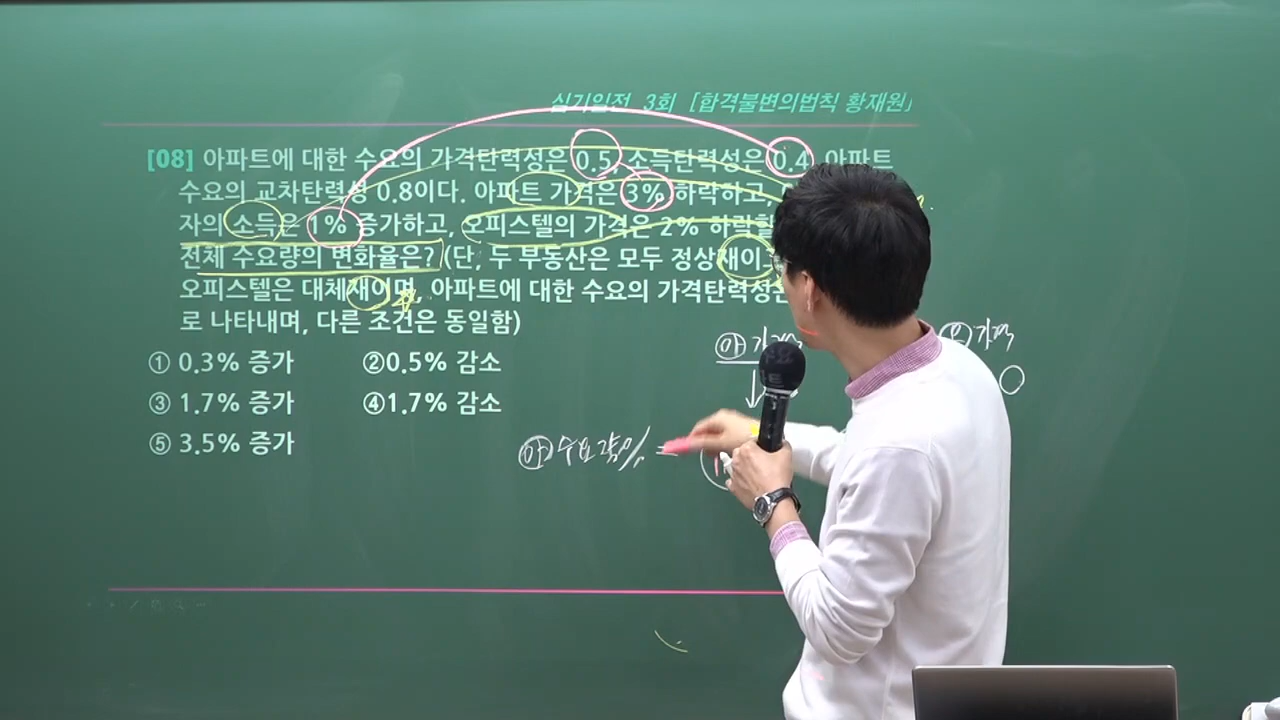 심기일전 3회 [합격불변의법칙 황재원]
[08] 아파트에 대한 수요의 가격탄력성은 0.5, 소득탄력성은 0.4, 아파트
수요의 교차탄력성 0.8이다. 아파트 가격은 3% 하락하고,
자의 소득은 1% 증가하고, 오피스텔의 가격은 2% 하락할
전체 수요량의 변화율은? (단, 두 부동산은 모두 정상재이고
오피스텔은 대체재이며, 아파트에 대한 수요의 가격탄력성은
로 나타내며, 다른 조건은 동일함)
① 0.3% 증가 ②0.5% 감소
③ 1.7% 증가 ④1.7% 감소
⑤ 3.5% 증가
아 가격
오 가격
아 수요량% =